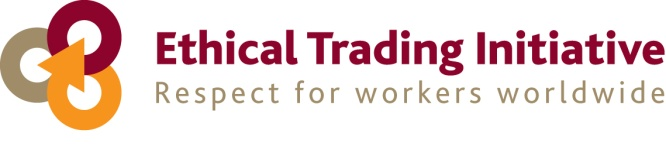 Ethical Trading Initiative
Respect for workers worldwide